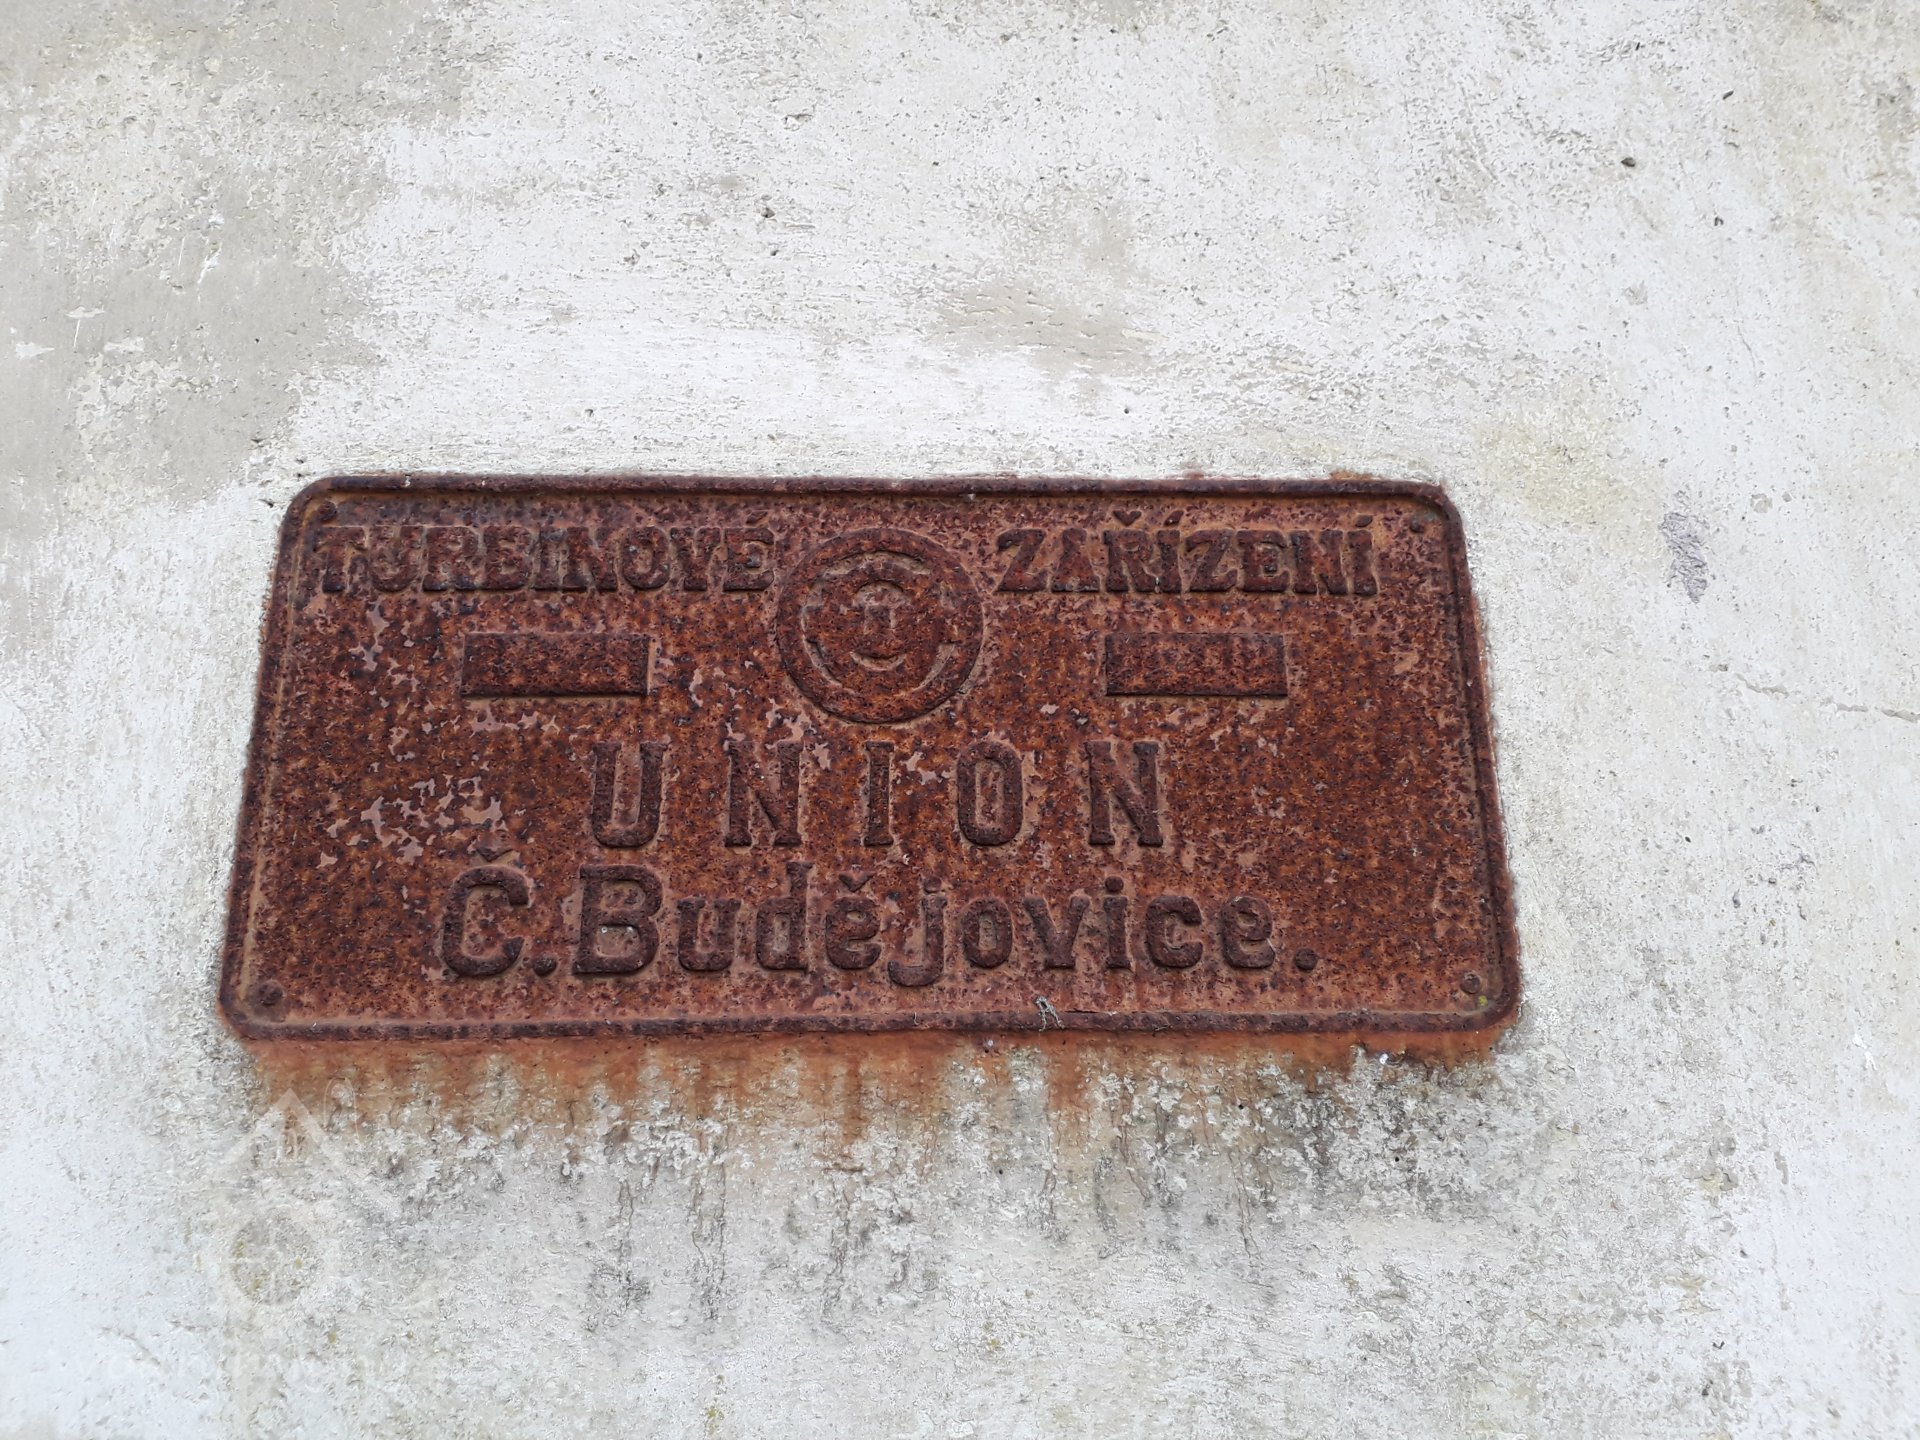 TURBINOVÉ ZAŘÍZENÍ
UNION
Č. Budějovice.